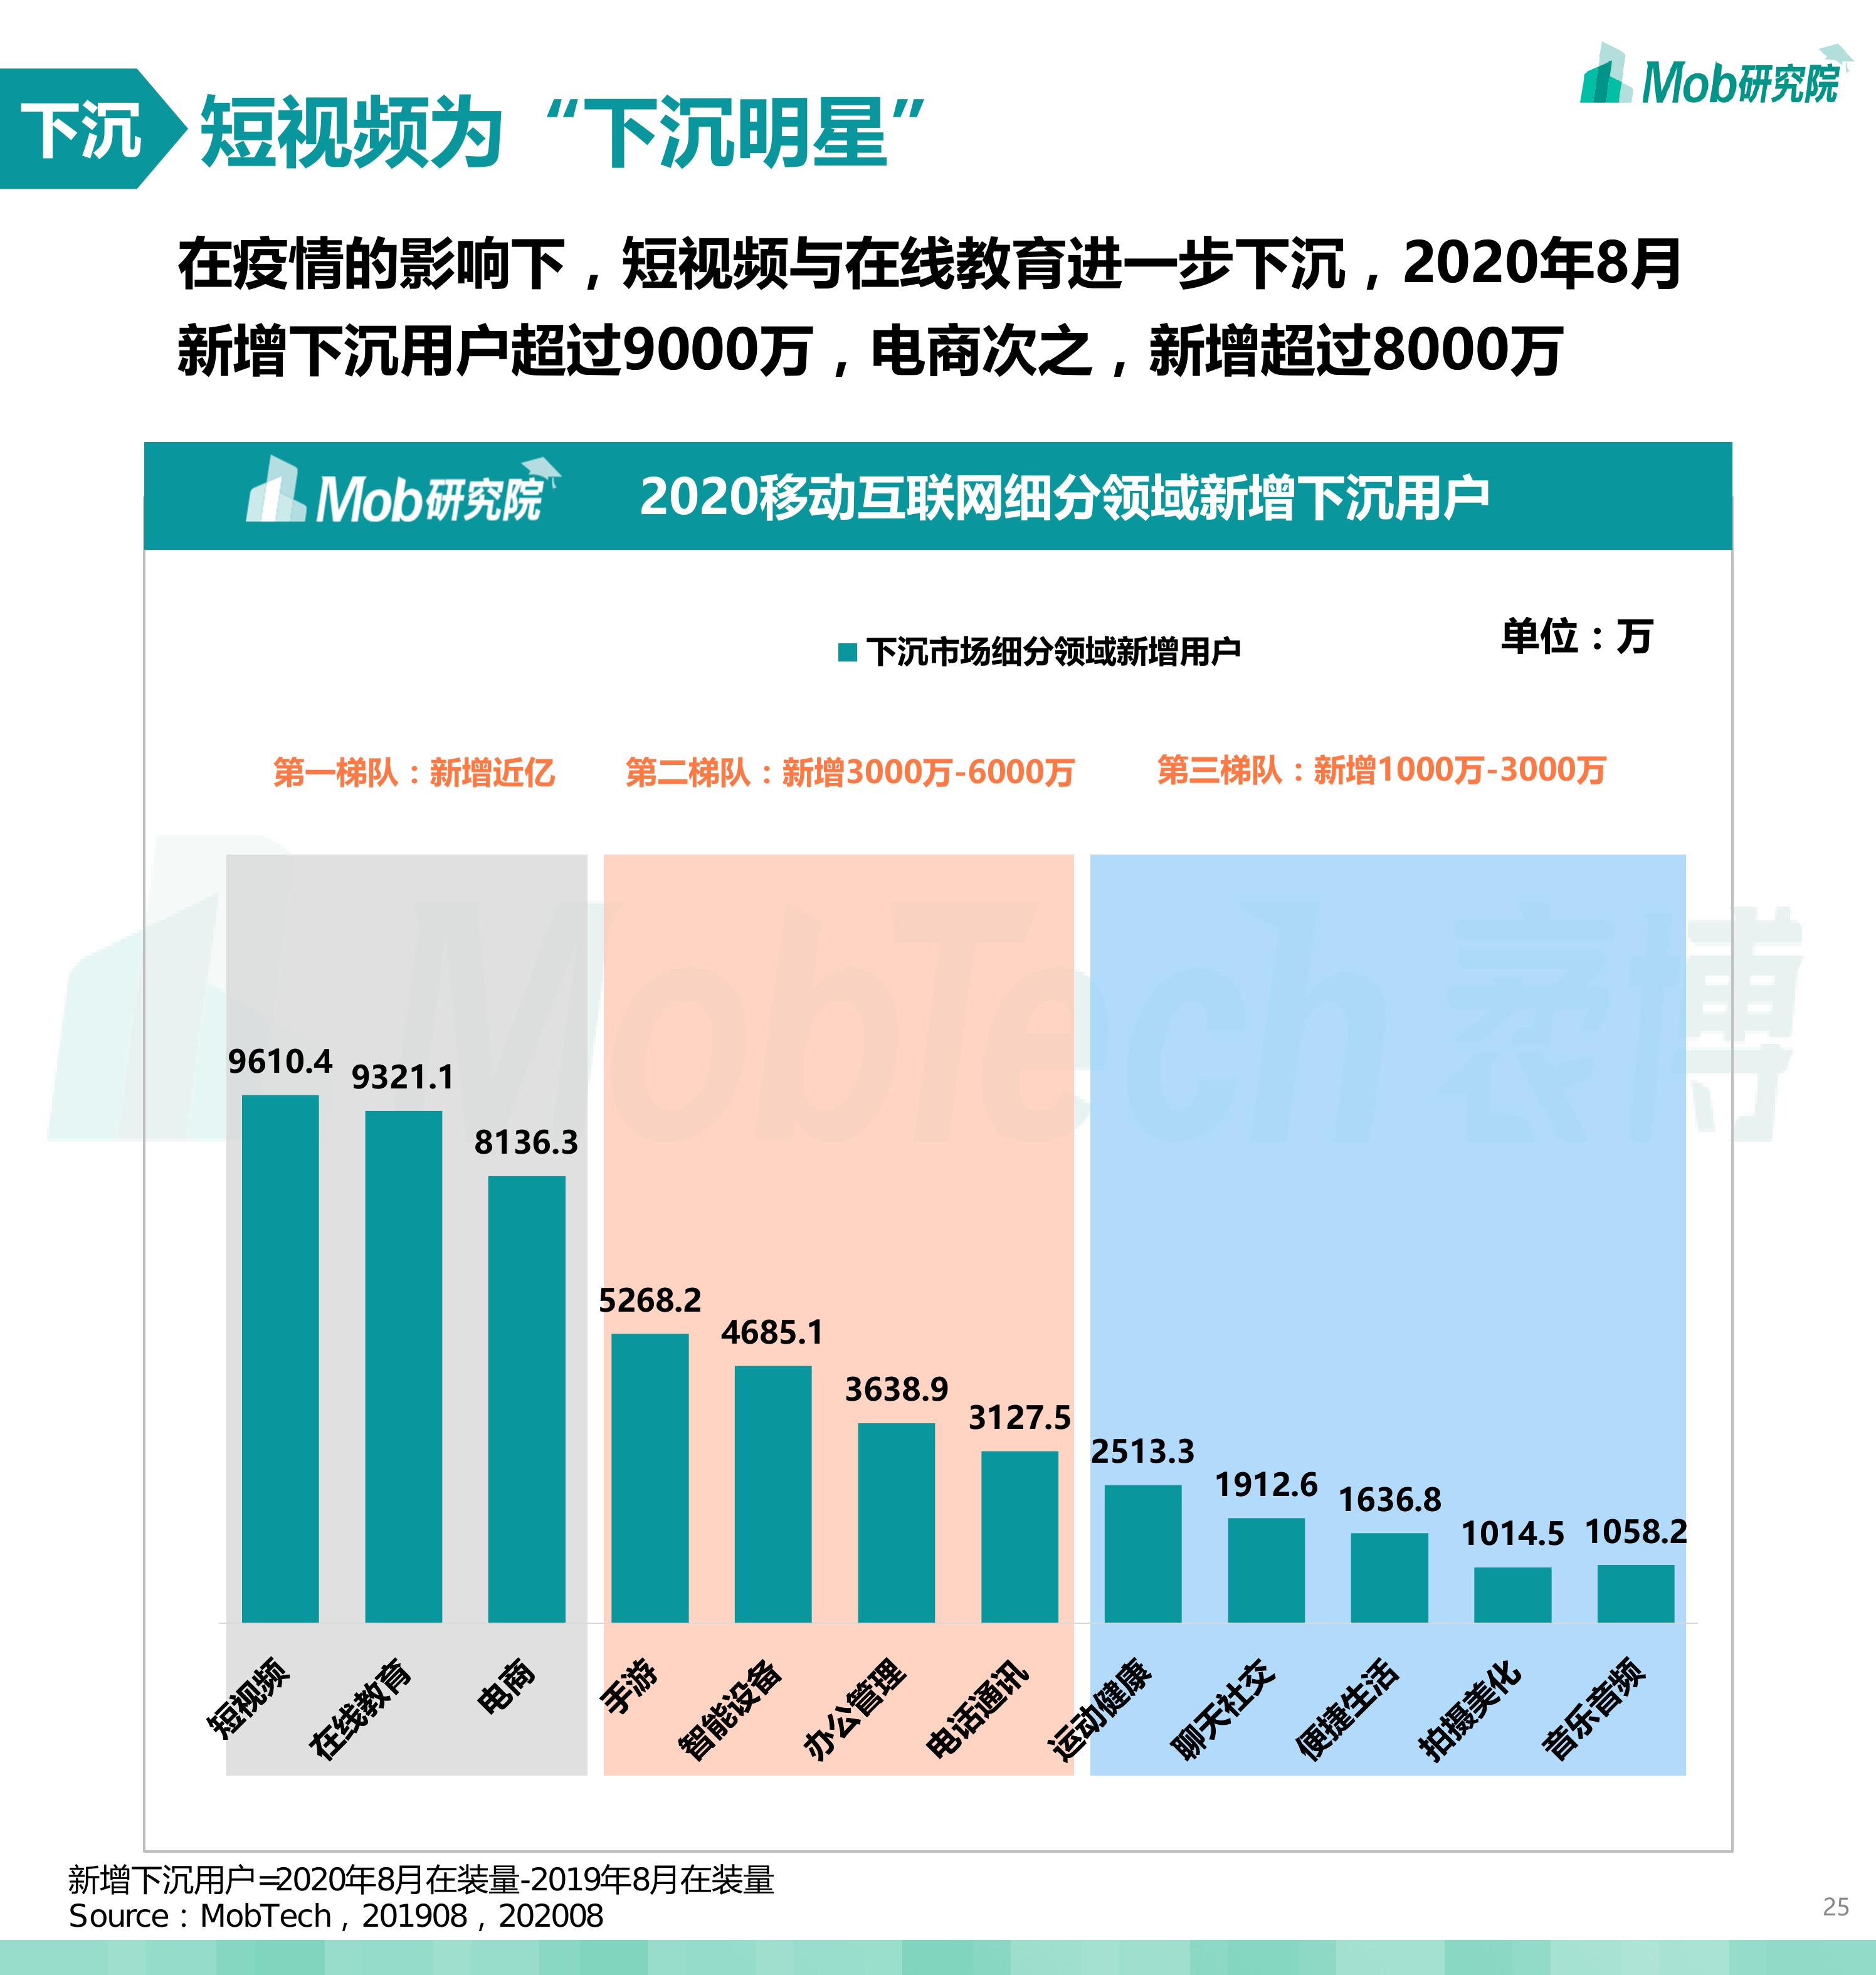 Mob研究院
下沉
短视频为“下沉明星”
在疫情的影响下，短视频与在线教育进一步下沉，2020年8月
新增下沉用户超过9000万，电商次之，新增超过8000万
Mob研究院
2020移动互联网细分领域新增下沉用户
下沉市场细分领域新增用户
单位：万
第一梯队：新增近亿
第二梯队：新增3000万-6000万
第三梯队：新增1000万-3000万
MobTech 袤博
9610.4
9321.1
8136.3
5268.2
4685.1
3638.9
3127.5
2513.3
1912.6
1636.8
1014.5
1058.2
短视频
在线教育
电商
手游
智能设备
办公管理
电话通讯
运动健康
聊天社交
便捷生活
拍摄美化
音乐音频
新增下沉用户=2020年8月在装量-2019年8月在装量
Source：MobTech，201908，202008
25